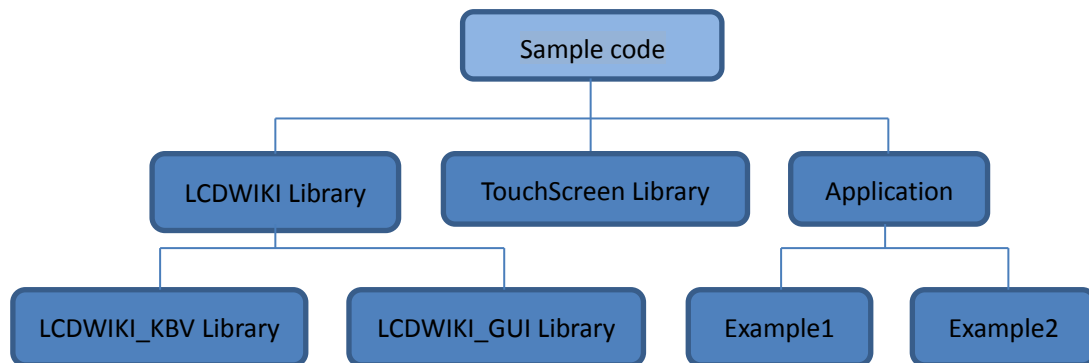 Sample code
LCDWIKI Library
TouchScreen Library
Application
LCDWIKI_KBV Library
LCDWIKI_GUI Library
Example1
Example2